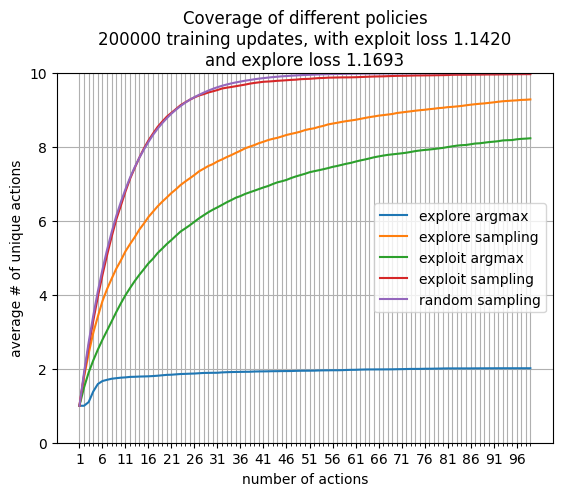 Coverage of different policies
200000 training updates, with exploit loss 1.1420
and explore loss 1.1693
10
8
6
4
2
0
average # of unique actions
explore argmax
explore sampling
exploit argmax
exploit sampling
random sampling
1 6 11 16 21 26 31 36 41 46 51 56 61 66 71 76 81 86 91 96
number of actions